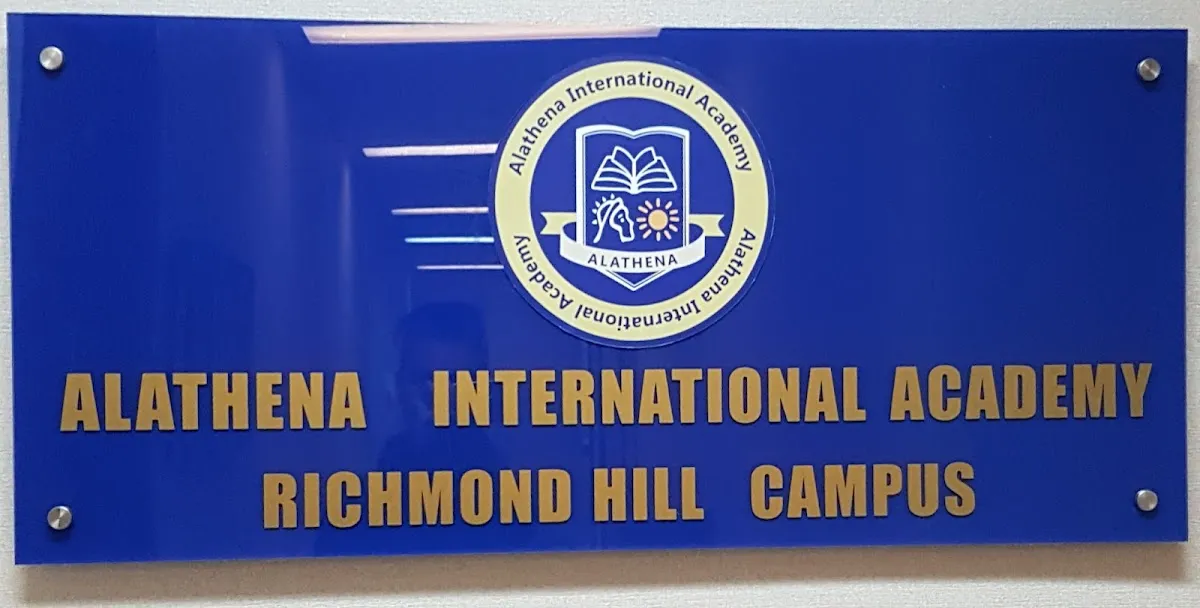 Alathena International Academy
ALATHENA
Alathena International Academy
ALATHENA INTERNATIONAL ACADEMY
RICHMOND HILL CAMPUS